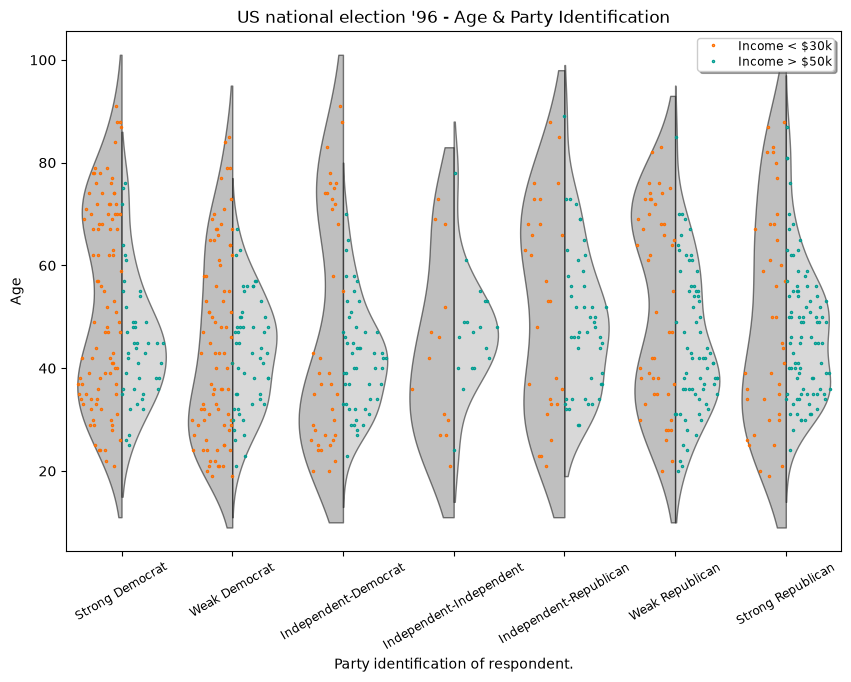 US national election '96 - Age & Party Identification
Income < $30k
Income > $50k
100
80
60
40
20
Age
Strong Democrat
Weak Democrat
Independent-Democrat
Independent-Independent
Independent-Republican
Weak Republican
Strong Republican
Party identification of respondent.